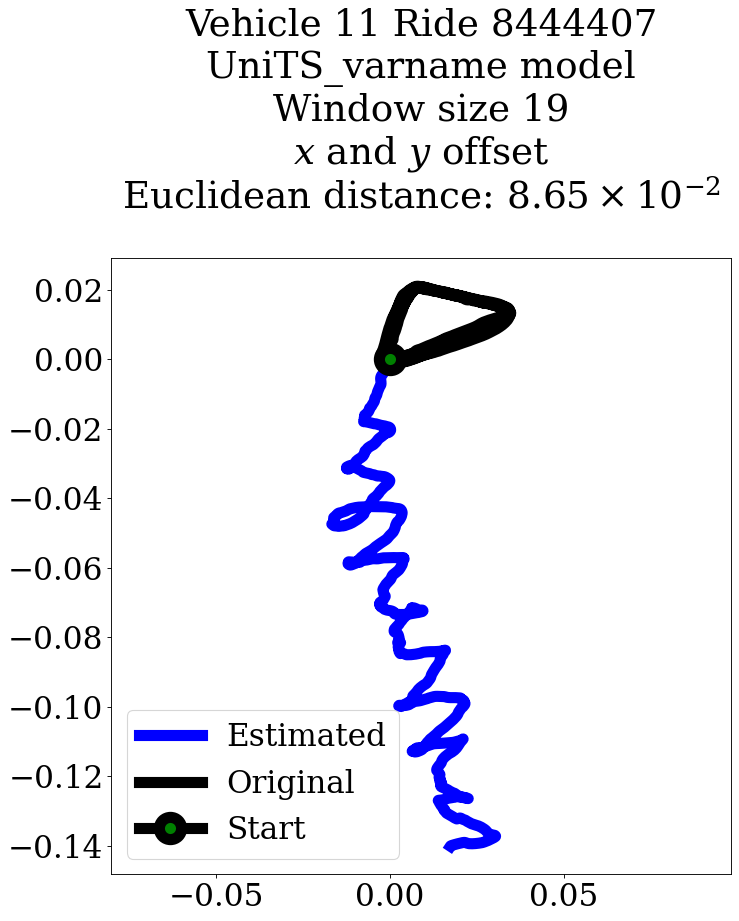 Vehicle 11 Ride 8444407
UniTS_varname model
Window size 19
x and y offset
Euclidean distance: 8.65 × 10⁻²
0.02
0.00
−0.02
−0.04
−0.06
−0.08
−0.10
−0.12
−0.14
Estimated
Original
Start
−0.05 0.00 0.05